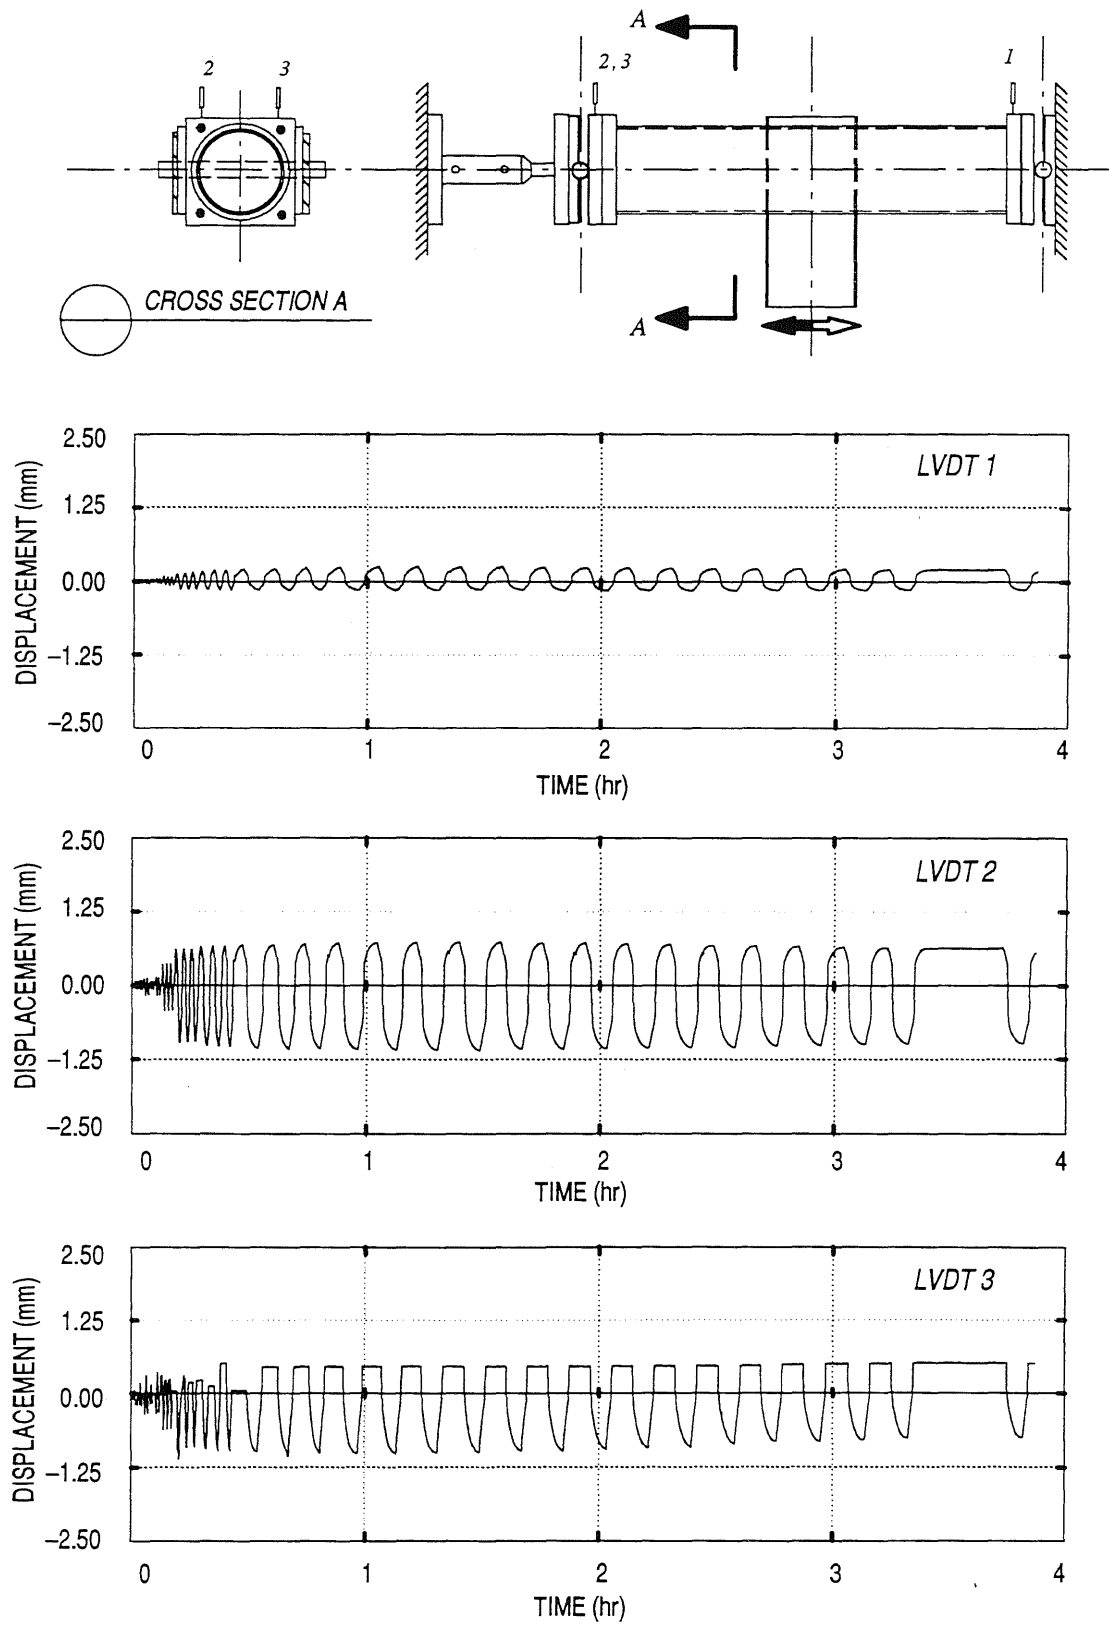 A
2 3
2,3
1
CROSS SECTION A
A
2.50
1.25
0.00
−1.25
−2.50
DISPLACEMENT (mm)
LVDT 1
0 1 2 3 4
TIME (hr)
2.50
1.25
0.00
−1.25
−2.50
DISPLACEMENT (mm)
LVDT 2
0 1 2 3 4
TIME (hr)
2.50
1.25
0.00
−1.25
−2.50
DISPLACEMENT (mm)
LVDT 3
0 1 2 3 4
TIME (hr)